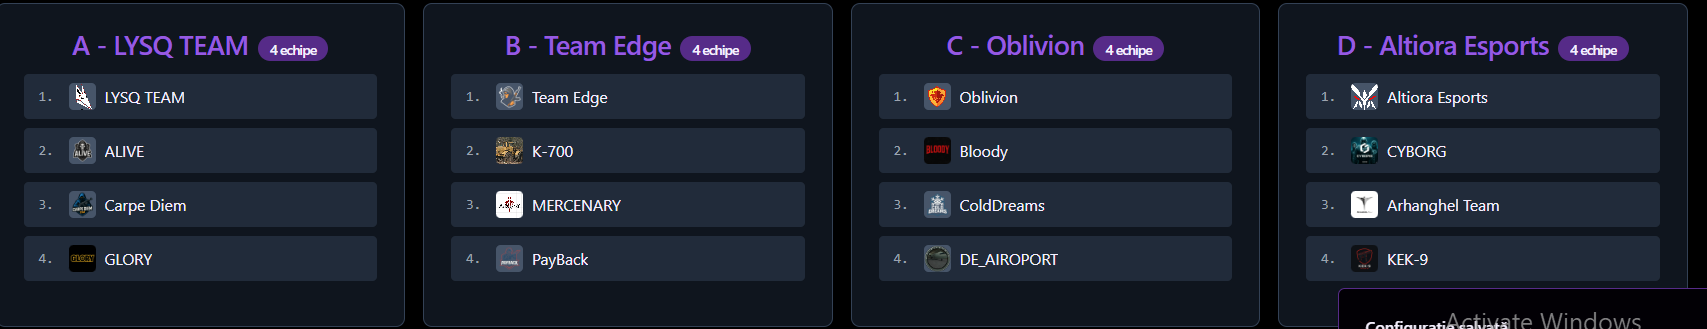 A - LYSQ TEAM 4 echipe
1. LYSQ TEAM
2. ALIVE
3. Carpe Diem
4. GLORY
B - Team Edge 4 echipe
1. Team Edge
2. K-700
3. MERCENARY
4. PayBack
C - Oblivion 4 echipe
1. Oblivion
2. Bloody
3. ColdDreams
4. DE_AIROPORT
D - Altiora Esports 4 echipe
1. Altiora Esports
2. CYBORG
3. Arhanghel Team
4. KEK-9
Configurație salvată
Activate Windows